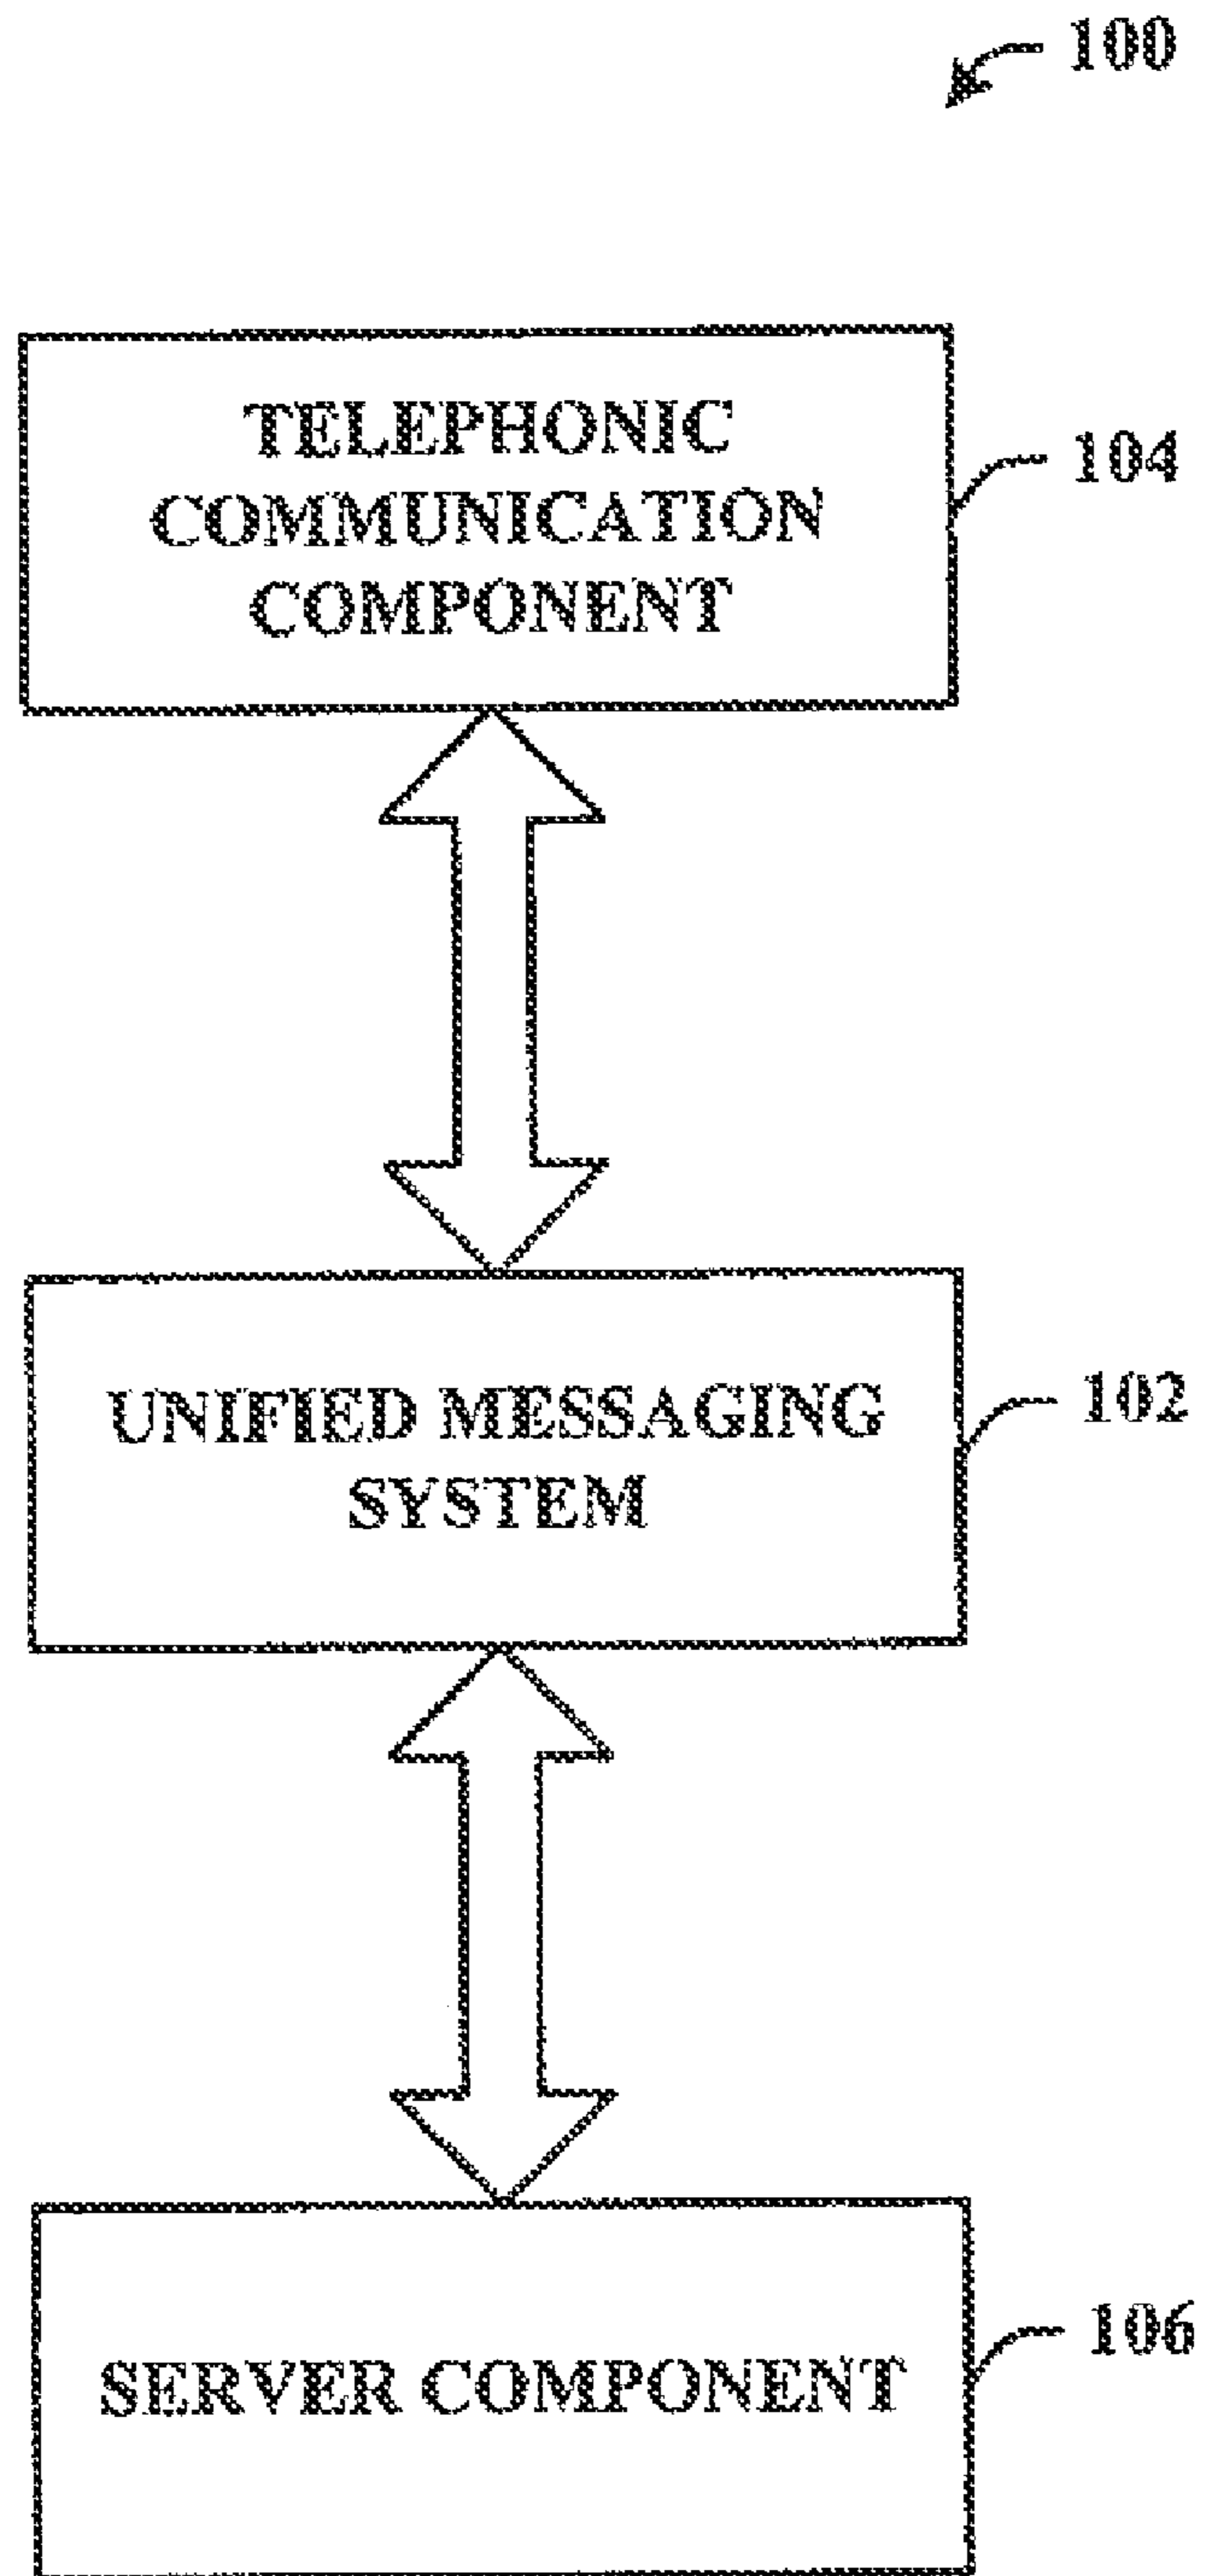 100
TELEPHONIC
COMMUNICATION
COMPONENT
104
UNIFIED MESSAGING
SYSTEM
102
SERVER COMPONENT
106